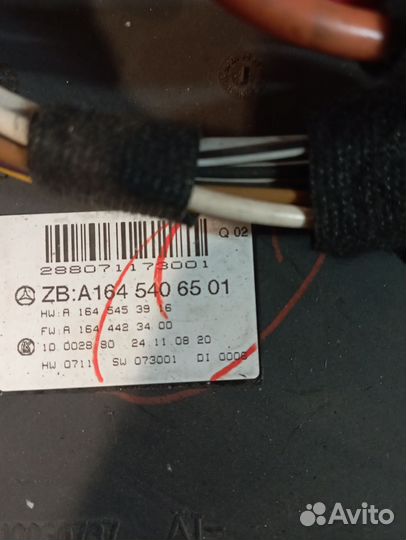 Q 02
288071173001
ZB:A164 540 65 01
HW:A 164 545 39 16
FW:A 164 442 34 00
10 0028 80 24.11.08 20
HW 0711 SW 073001 DI 0008
Avito